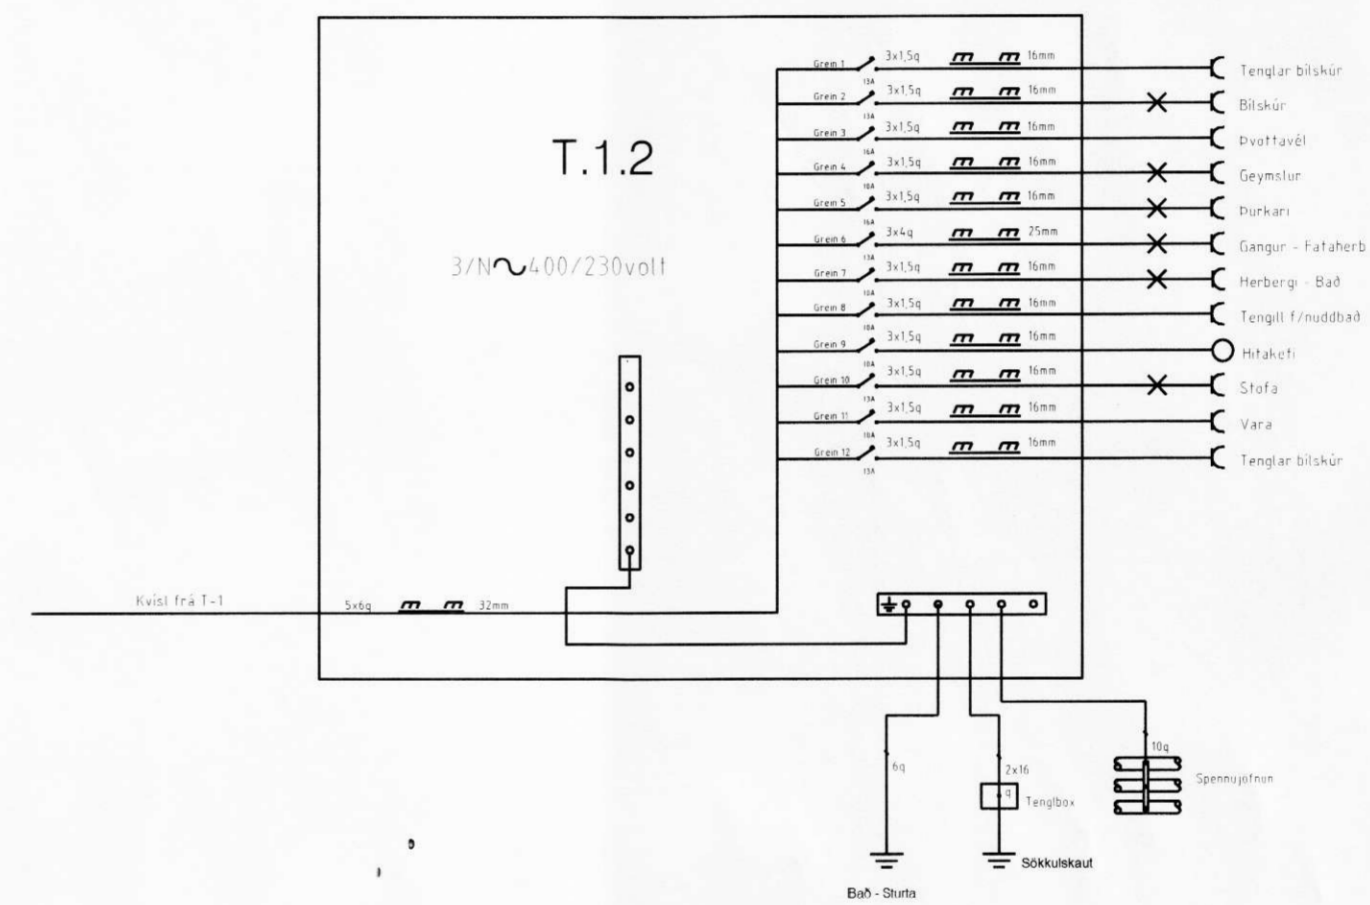 T.1.2
3/N~400/230volt
Grein 1 3x1,5q 16mm Tenglar bílskúr
13A
Grein 2 3x1,5q 16mm Bílskúr
13A
Grein 3 3x1,5q 16mm Þvottavél
16A
Grein 4 3x1,5q 16mm Geymslur
10A
Grein 5 3x1,5q 16mm Þurkari
16A
Grein 6 3x4q 25mm Gangur - Fataherb
13A
Grein 7 3x1,5q 16mm Herbergi - Bað
10A
Grein 8 3x1,5q 16mm Tengill f/nuddbað
10A
Grein 9 3x1,5q 16mm Hitakefi
10A
Grein 10 3x1,5q 16mm Stofa
13A
Grein 11 3x1,5q 16mm Vara
10A
Grein 12 3x1,5q 16mm Tenglar bílskúr
13A
Kvísl frá T-1 5x6q 32mm
6q
2x16
q
Tenglbox
10q
Spennujöfnun
Sökkulskaut
Bað - Sturta